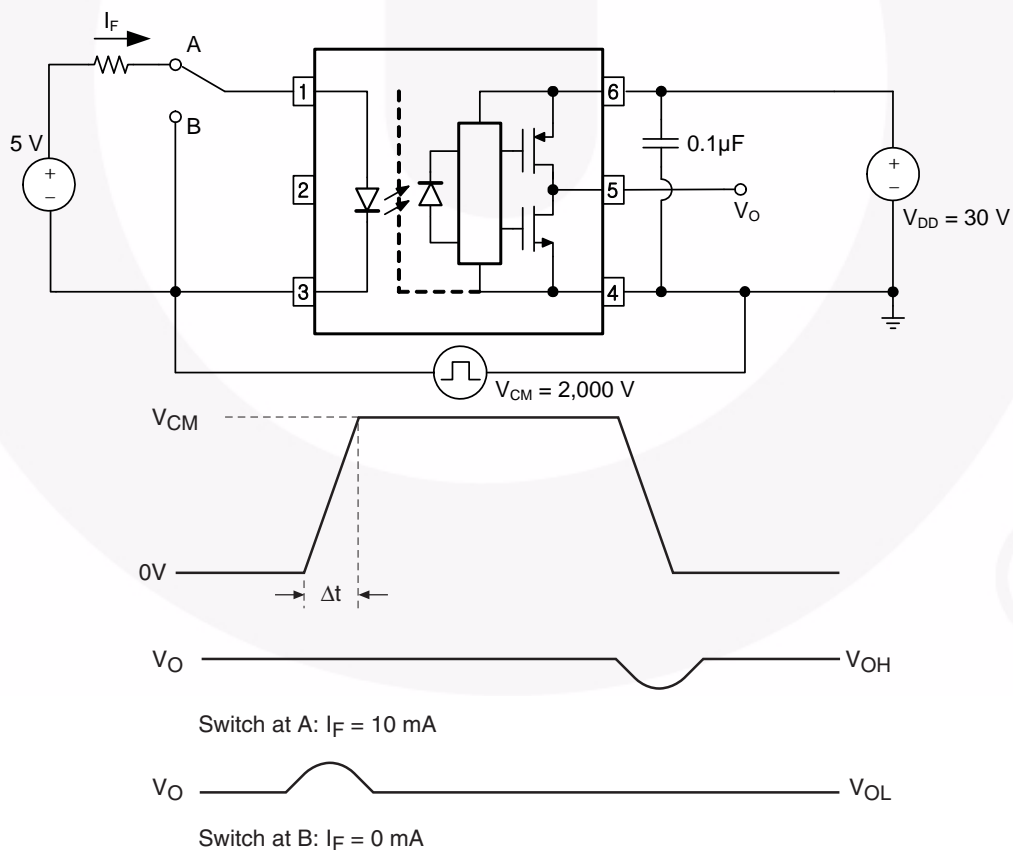 I_F
A
B
5 V
+
−
1
2
3
6
5
4
0.1µF
V_O
+
−
V_DD = 30 V
V_CM = 2,000 V
V_CM
0V
Δt
V_O
V_OH
Switch at A: I_F = 10 mA
V_O
V_OL
Switch at B: I_F = 0 mA